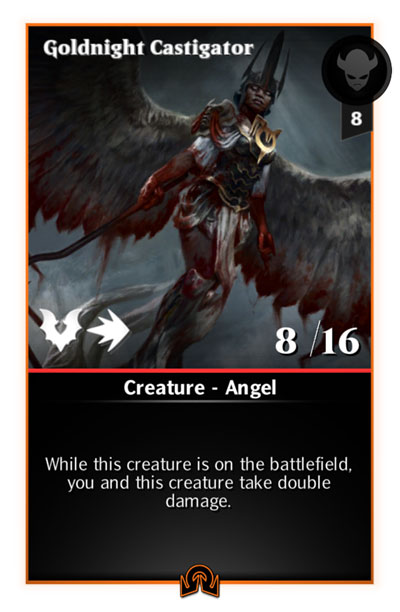 Goldnight Castigator
8
8/16
Creature - Angel
While this creature is on the battlefield,
you and this creature take double
damage.